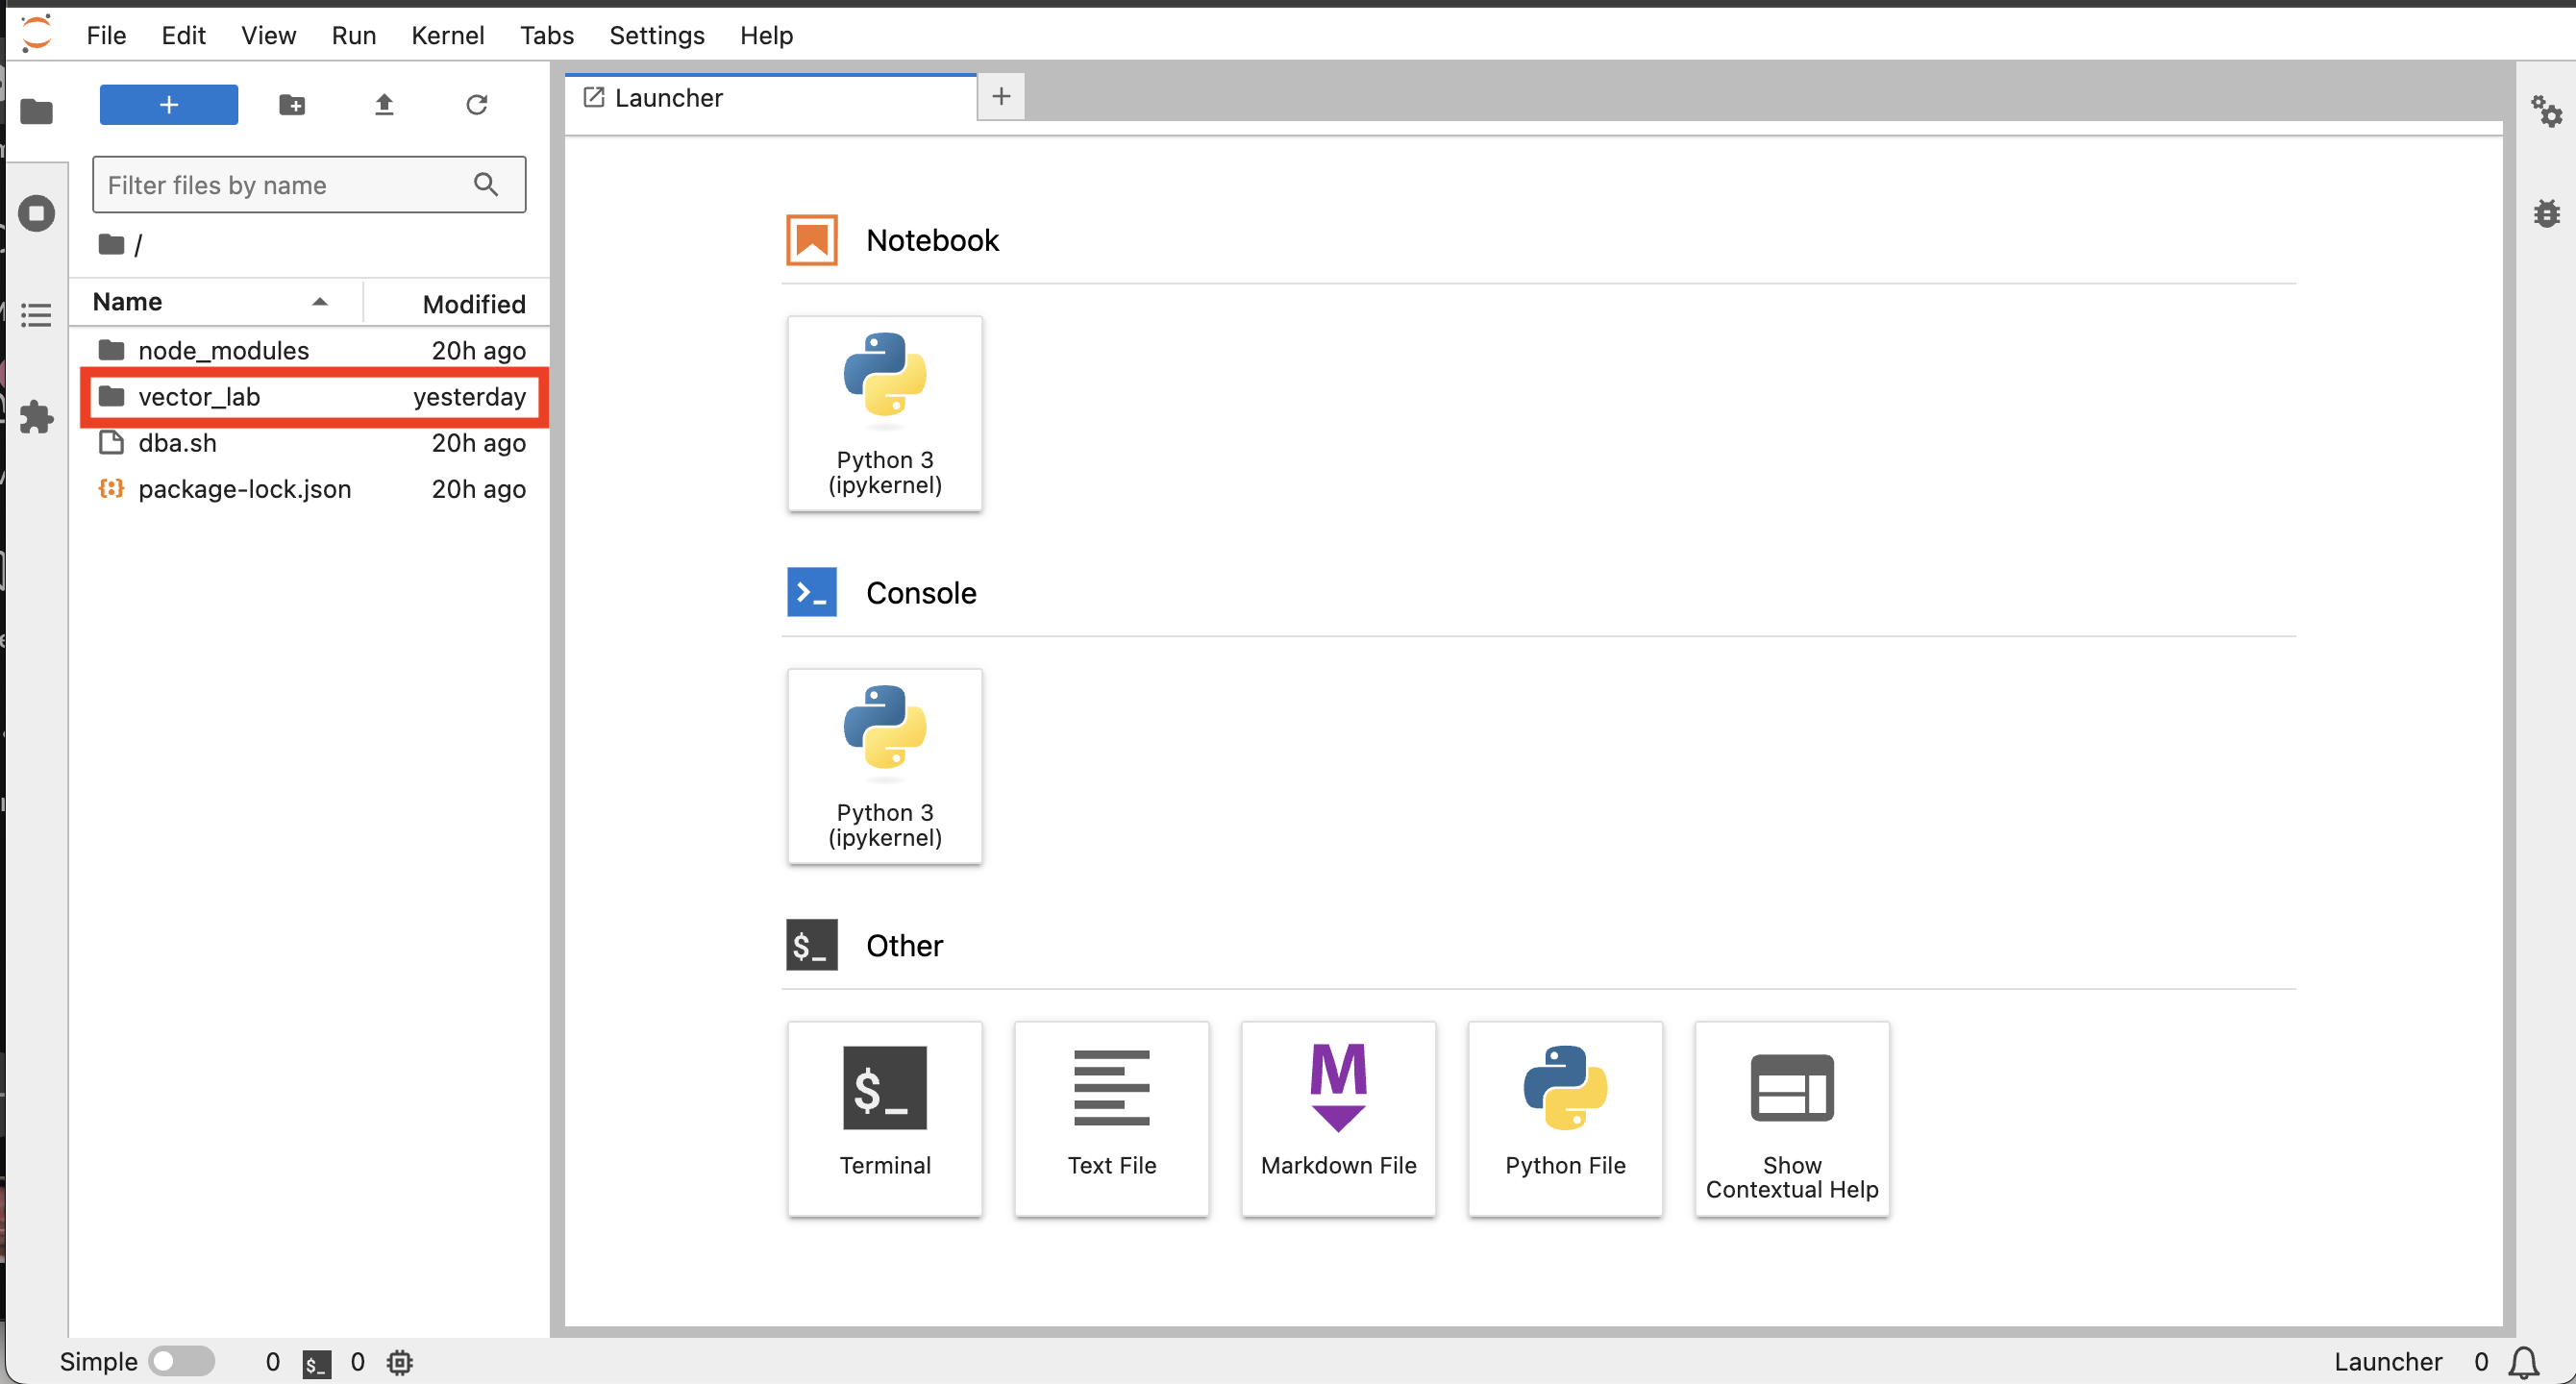 File Edit View Run Kernel Tabs Settings Help
+
Filter files by name
/
Name Modified
node_modules 20h ago
vector_lab yesterday
dba.sh 20h ago
package-lock.json 20h ago
Launcher +
Notebook
Python 3
(ipykernel)
>_ Console
Python 3
(ipykernel)
$_ Other
$_
Terminal
Text File
M
Markdown File
Python File
Show
Contextual Help
Simple 0 $_ 0
Launcher 0